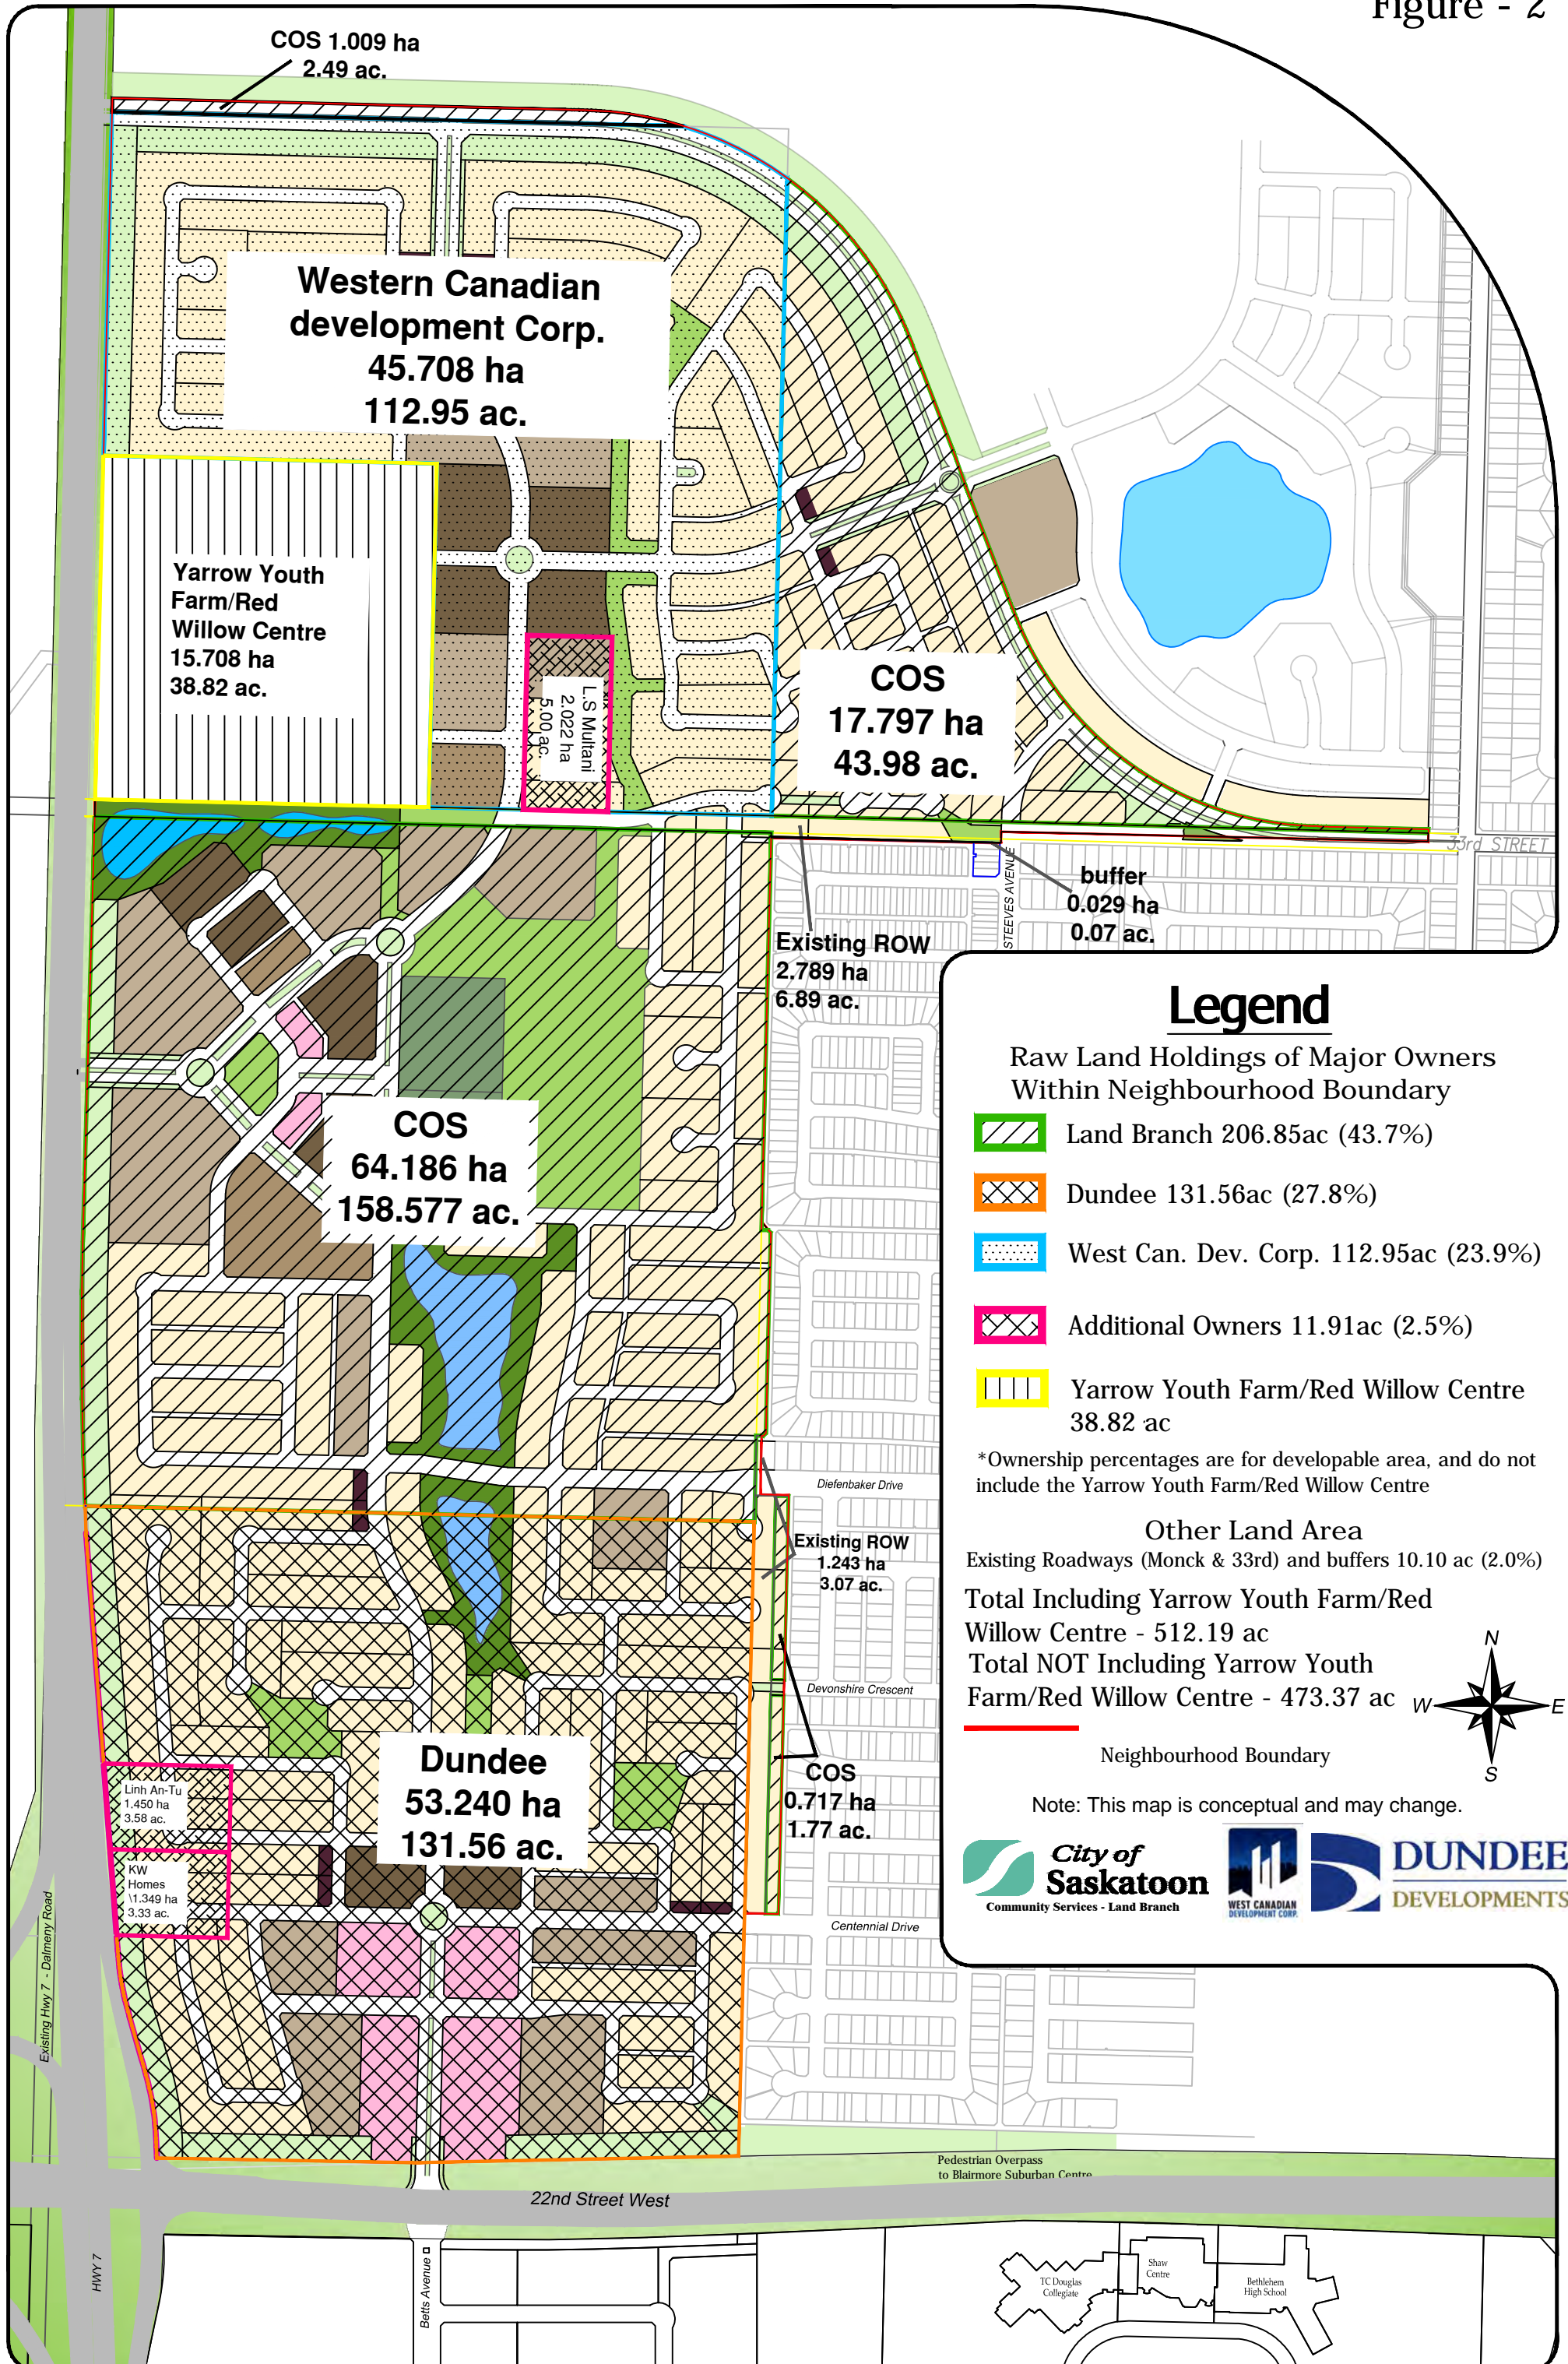 Figure - 2
COS 1.009 ha
2.49 ac.
Western Canadian
development Corp.
45.708 ha
112.95 ac.
Yarrow Youth
Farm/Red
Willow Centre
15.708 ha
38.82 ac.
L.S Multani
2.022 ha
5.00 ac.
COS
17.797 ha
43.98 ac.
33rd STREET
STEEVES AVENUE
buffer
0.029 ha
0.07 ac.
Existing ROW
2.789 ha
6.89 ac.
COS
64.186 ha
158.577 ac.
Diefenbaker Drive
Existing ROW
1.243 ha
3.07 ac.
Devonshire Crescent
Dundee
53.240 ha
131.56 ac.
COS
0.717 ha
1.77 ac.
Linh An-Tu
1.450 ha
3.58 ac.
KW
Homes
\1.349 ha
3.33 ac.
Centennial Drive
Existing Hwy 7 - Dalmeny Road
Legend
Raw Land Holdings of Major Owners
Within Neighbourhood Boundary
Land Branch 206.85ac (43.7%)
Dundee 131.56ac (27.8%)
West Can. Dev. Corp. 112.95ac (23.9%)
Additional Owners 11.91ac (2.5%)
Yarrow Youth Farm/Red Willow Centre
38.82 ac
*Ownership percentages are for developable area, and do not
include the Yarrow Youth Farm/Red Willow Centre
Other Land Area
Existing Roadways (Monck & 33rd) and buffers 10.10 ac (2.0%)
Total Including Yarrow Youth Farm/Red
Willow Centre - 512.19 ac
Total NOT Including Yarrow Youth
Farm/Red Willow Centre - 473.37 ac
N
W
E
S
Neighbourhood Boundary
Note: This map is conceptual and may change.
City of
Saskatoon
Community Services - Land Branch
WEST CANADIAN
DEVELOPMENT CORP.
DUNDEE
DEVELOPMENTS
Pedestrian Overpass
to Blairmore Suburban Centre
22nd Street West
HWY 7
Betts Avenue
TC Douglas
Collegiate
Shaw
Centre
Bethlehem
High School